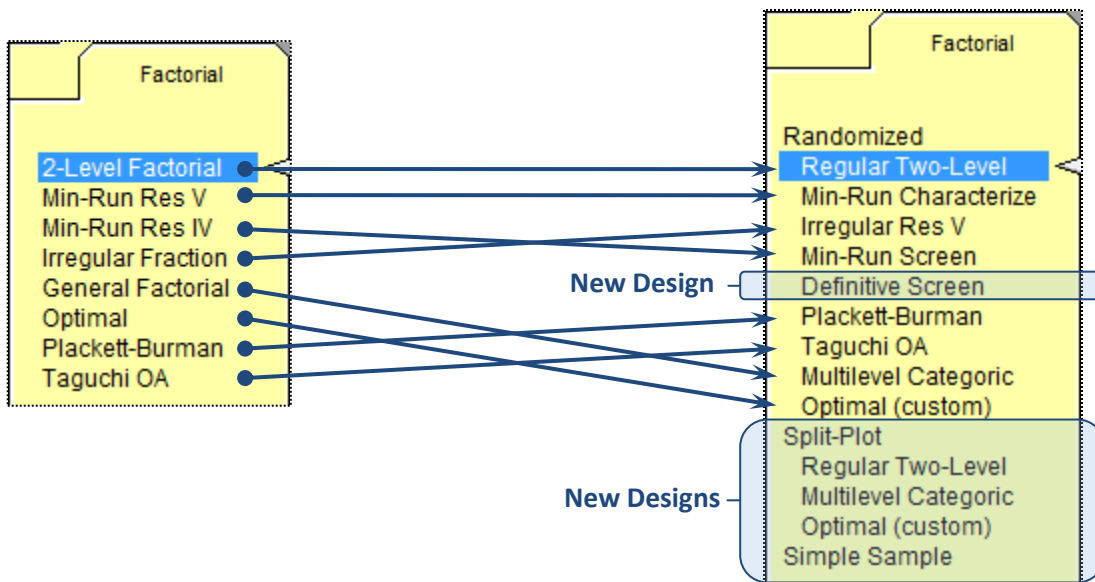 Factorial
2-Level Factorial
Min-Run Res V
Min-Run Res IV
Irregular Fraction
General Factorial
Optimal
Plackett-Burman
Taguchi OA
New Design
New Designs
Factorial
Randomized
Regular Two-Level
Min-Run Characterize
Irregular Res V
Min-Run Screen
Definitive Screen
Plackett-Burman
Taguchi OA
Multilevel Categoric
Optimal (custom)
Split-Plot
Regular Two-Level
Multilevel Categoric
Optimal (custom)
Simple Sample